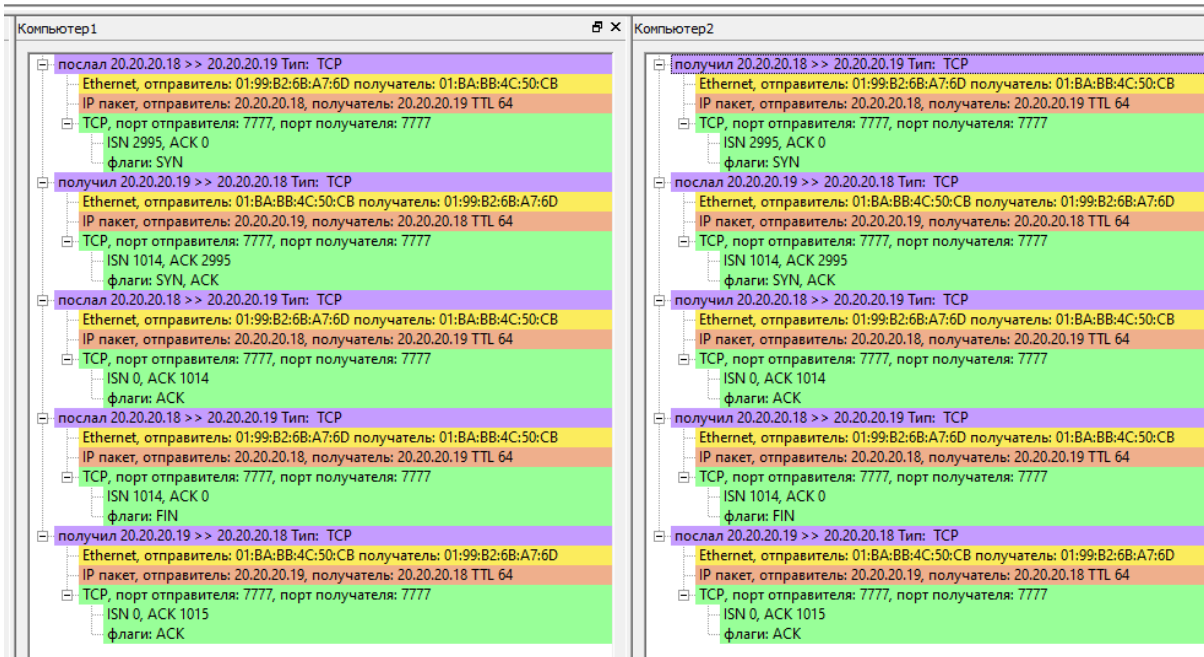 Компьютер1
послал 20.20.20.18 >> 20.20.20.19 Тип: TCP
Ethernet, отправитель: 01:99:B2:6B:A7:6D получатель: 01:BA:BB:4C:50:CB
IP пакет, отправитель: 20.20.20.18, получатель: 20.20.20.19 TTL 64
TCP, порт отправителя: 7777, порт получателя: 7777
ISN 2995, ACK 0
флаги: SYN
получил 20.20.20.19 >> 20.20.20.18 Тип: TCP
Ethernet, отправитель: 01:BA:BB:4C:50:CB получатель: 01:99:B2:6B:A7:6D
IP пакет, отправитель: 20.20.20.19, получатель: 20.20.20.18 TTL 64
TCP, порт отправителя: 7777, порт получателя: 7777
ISN 1014, ACK 2995
флаги: SYN, ACK
послал 20.20.20.18 >> 20.20.20.19 Тип: TCP
Ethernet, отправитель: 01:99:B2:6B:A7:6D получатель: 01:BA:BB:4C:50:CB
IP пакет, отправитель: 20.20.20.18, получатель: 20.20.20.19 TTL 64
TCP, порт отправителя: 7777, порт получателя: 7777
ISN 0, ACK 1014
флаги: ACK
послал 20.20.20.18 >> 20.20.20.19 Тип: TCP
Ethernet, отправитель: 01:99:B2:6B:A7:6D получатель: 01:BA:BB:4C:50:CB
IP пакет, отправитель: 20.20.20.18, получатель: 20.20.20.19 TTL 64
TCP, порт отправителя: 7777, порт получателя: 7777
ISN 1014, ACK 0
флаги: FIN
получил 20.20.20.19 >> 20.20.20.18 Тип: TCP
Ethernet, отправитель: 01:BA:BB:4C:50:CB получатель: 01:99:B2:6B:A7:6D
IP пакет, отправитель: 20.20.20.19, получатель: 20.20.20.18 TTL 64
TCP, порт отправителя: 7777, порт получателя: 7777
ISN 0, ACK 1015
флаги: ACK
Компьютер2
получил 20.20.20.18 >> 20.20.20.19 Тип: TCP
Ethernet, отправитель: 01:99:B2:6B:A7:6D получатель: 01:BA:BB:4C:50:CB
IP пакет, отправитель: 20.20.20.18, получатель: 20.20.20.19 TTL 64
TCP, порт отправителя: 7777, порт получателя: 7777
ISN 2995, ACK 0
флаги: SYN
послал 20.20.20.19 >> 20.20.20.18 Тип: TCP
Ethernet, отправитель: 01:BA:BB:4C:50:CB получатель: 01:99:B2:6B:A7:6D
IP пакет, отправитель: 20.20.20.19, получатель: 20.20.20.18 TTL 64
TCP, порт отправителя: 7777, порт получателя: 7777
ISN 1014, ACK 2995
флаги: SYN, ACK
получил 20.20.20.18 >> 20.20.20.19 Тип: TCP
Ethernet, отправитель: 01:99:B2:6B:A7:6D получатель: 01:BA:BB:4C:50:CB
IP пакет, отправитель: 20.20.20.18, получатель: 20.20.20.19 TTL 64
TCP, порт отправителя: 7777, порт получателя: 7777
ISN 0, ACK 1014
флаги: ACK
получил 20.20.20.18 >> 20.20.20.19 Тип: TCP
Ethernet, отправитель: 01:99:B2:6B:A7:6D получатель: 01:BA:BB:4C:50:CB
IP пакет, отправитель: 20.20.20.18, получатель: 20.20.20.19 TTL 64
TCP, порт отправителя: 7777, порт получателя: 7777
ISN 1014, ACK 0
флаги: FIN
послал 20.20.20.19 >> 20.20.20.18 Тип: TCP
Ethernet, отправитель: 01:BA:BB:4C:50:CB получатель: 01:99:B2:6B:A7:6D
IP пакет, отправитель: 20.20.20.19, получатель: 20.20.20.18 TTL 64
TCP, порт отправителя: 7777, порт получателя: 7777
ISN 0, ACK 1015
флаги: ACK